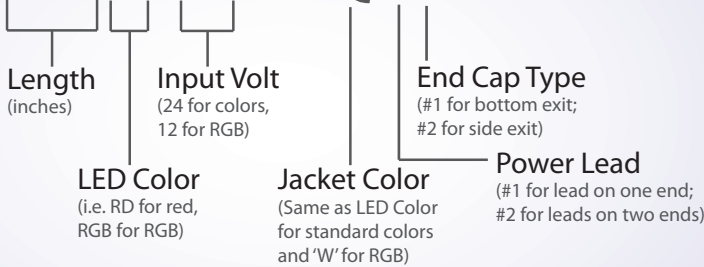 Length
(inches)
Input Volt
(24 for colors,
12 for RGB)
End Cap Type
(#1 for bottom exit;
#2 for side exit)
LED Color
(i.e. RD for red,
RGB for RGB)
Jacket Color
(Same as LED Color
for standard colors
and ‘W’ for RGB)
Power Lead
(#1 for lead on one end;
#2 for leads on two ends)